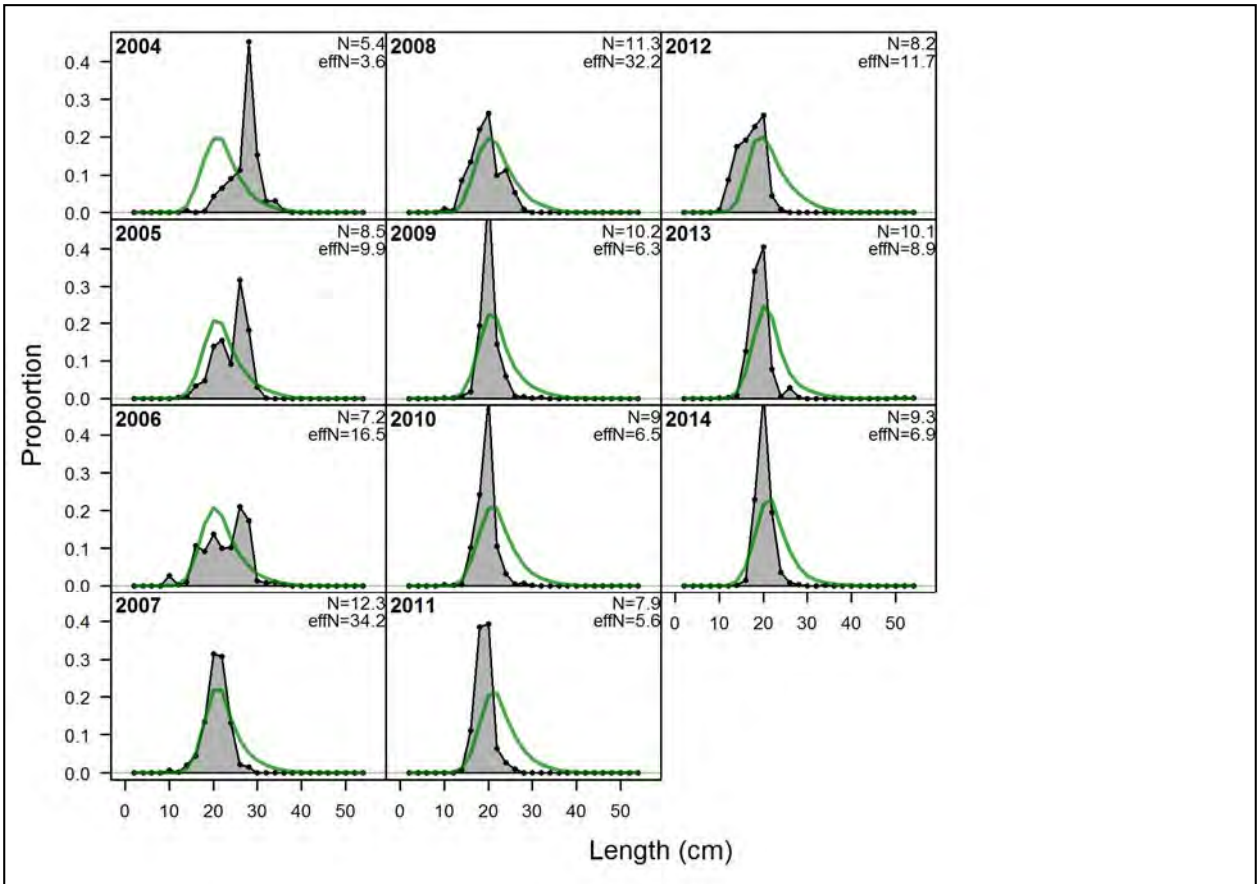 2004 N=5.4
effN=3.6
2008 N=11.3
effN=32.2
2012 N=8.2
effN=11.7
0.4
0.3
0.2
0.1
0.0
2005 N=8.5
effN=9.9
2009 N=10.2
effN=6.3
2013 N=10.1
effN=8.9
0.4
0.3
0.2
0.1
0.0
2006 N=7.2
effN=16.5
2010 N=9
effN=6.5
2014 N=9.3
effN=6.9
0.4
0.3
0.2
0.1
0.0
0 10 20 30 40 50
2007 N=12.3
effN=34.2
2011 N=7.9
effN=5.6
0.4
0.3
0.2
0.1
0.0
0 10 20 30 40 50
0 10 20 30 40 50
Proportion
Length (cm)